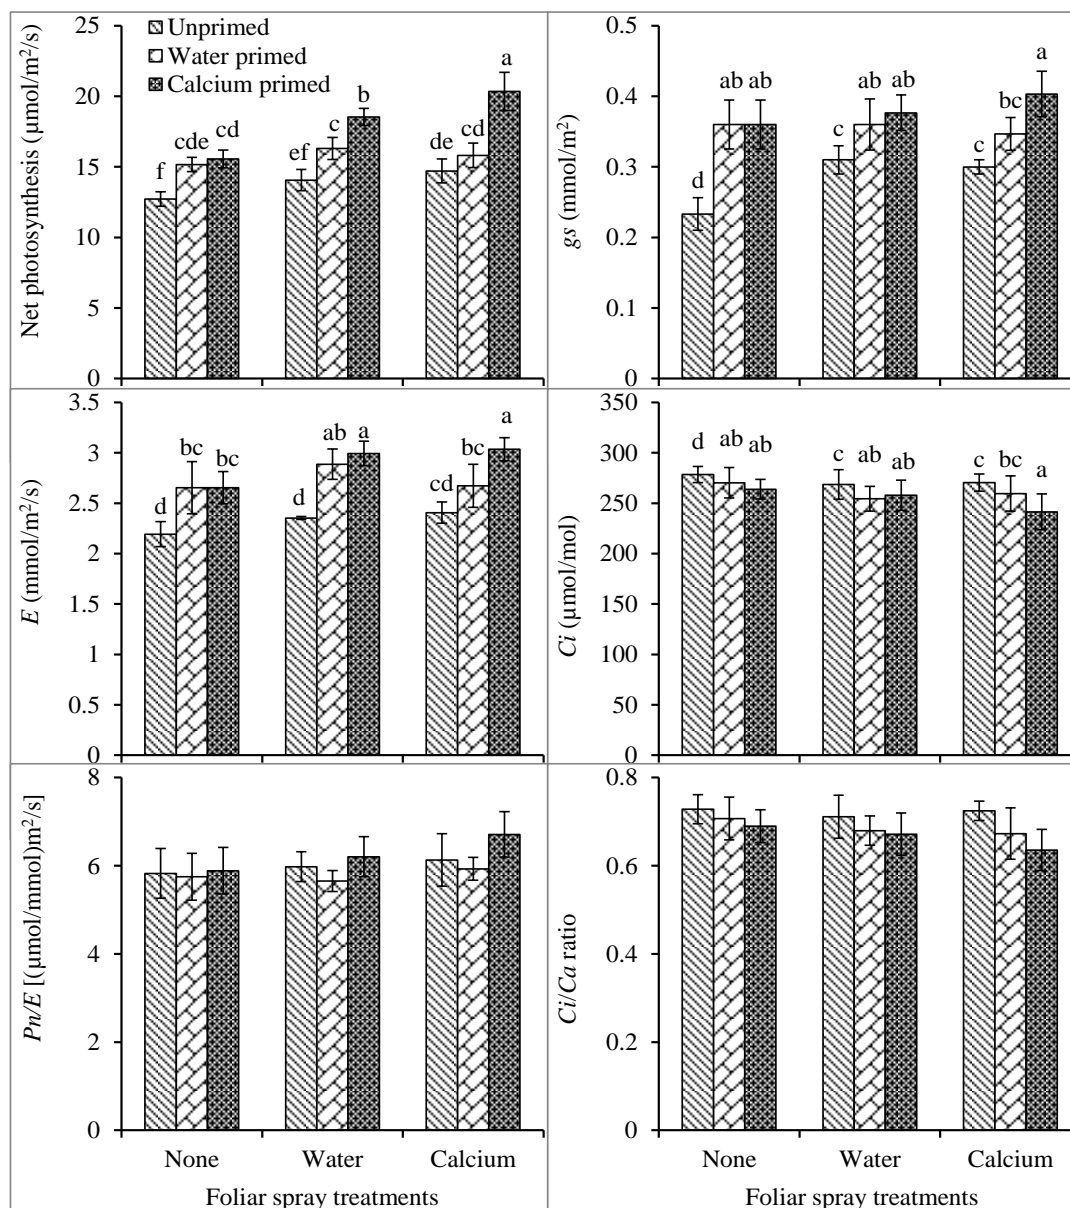 Net photosynthesis (µmol/m²/s)
25
20
15
10
5
0
Unprimed
Water primed
Calcium primed
f cde cd
ef c b
de cd a
gs (mmol/m²)
0.5
0.4
0.3
0.2
0.1
0
d ab ab
c ab ab
c bc a
E (mmol/m²/s)
3.5
3
2.5
2
1.5
1
0.5
0
d bc bc
d ab a
cd bc a
Ci (µmol/mol)
350
300
250
200
150
100
50
0
d ab ab
c ab ab
c bc a
Pn/E [(µmol/mmol)m²/s]
8
6
4
2
0
None Water Calcium
Foliar spray treatments
Ci/Ca ratio
0.8
0.6
0.4
0.2
0
None Water Calcium
Foliar spray treatments